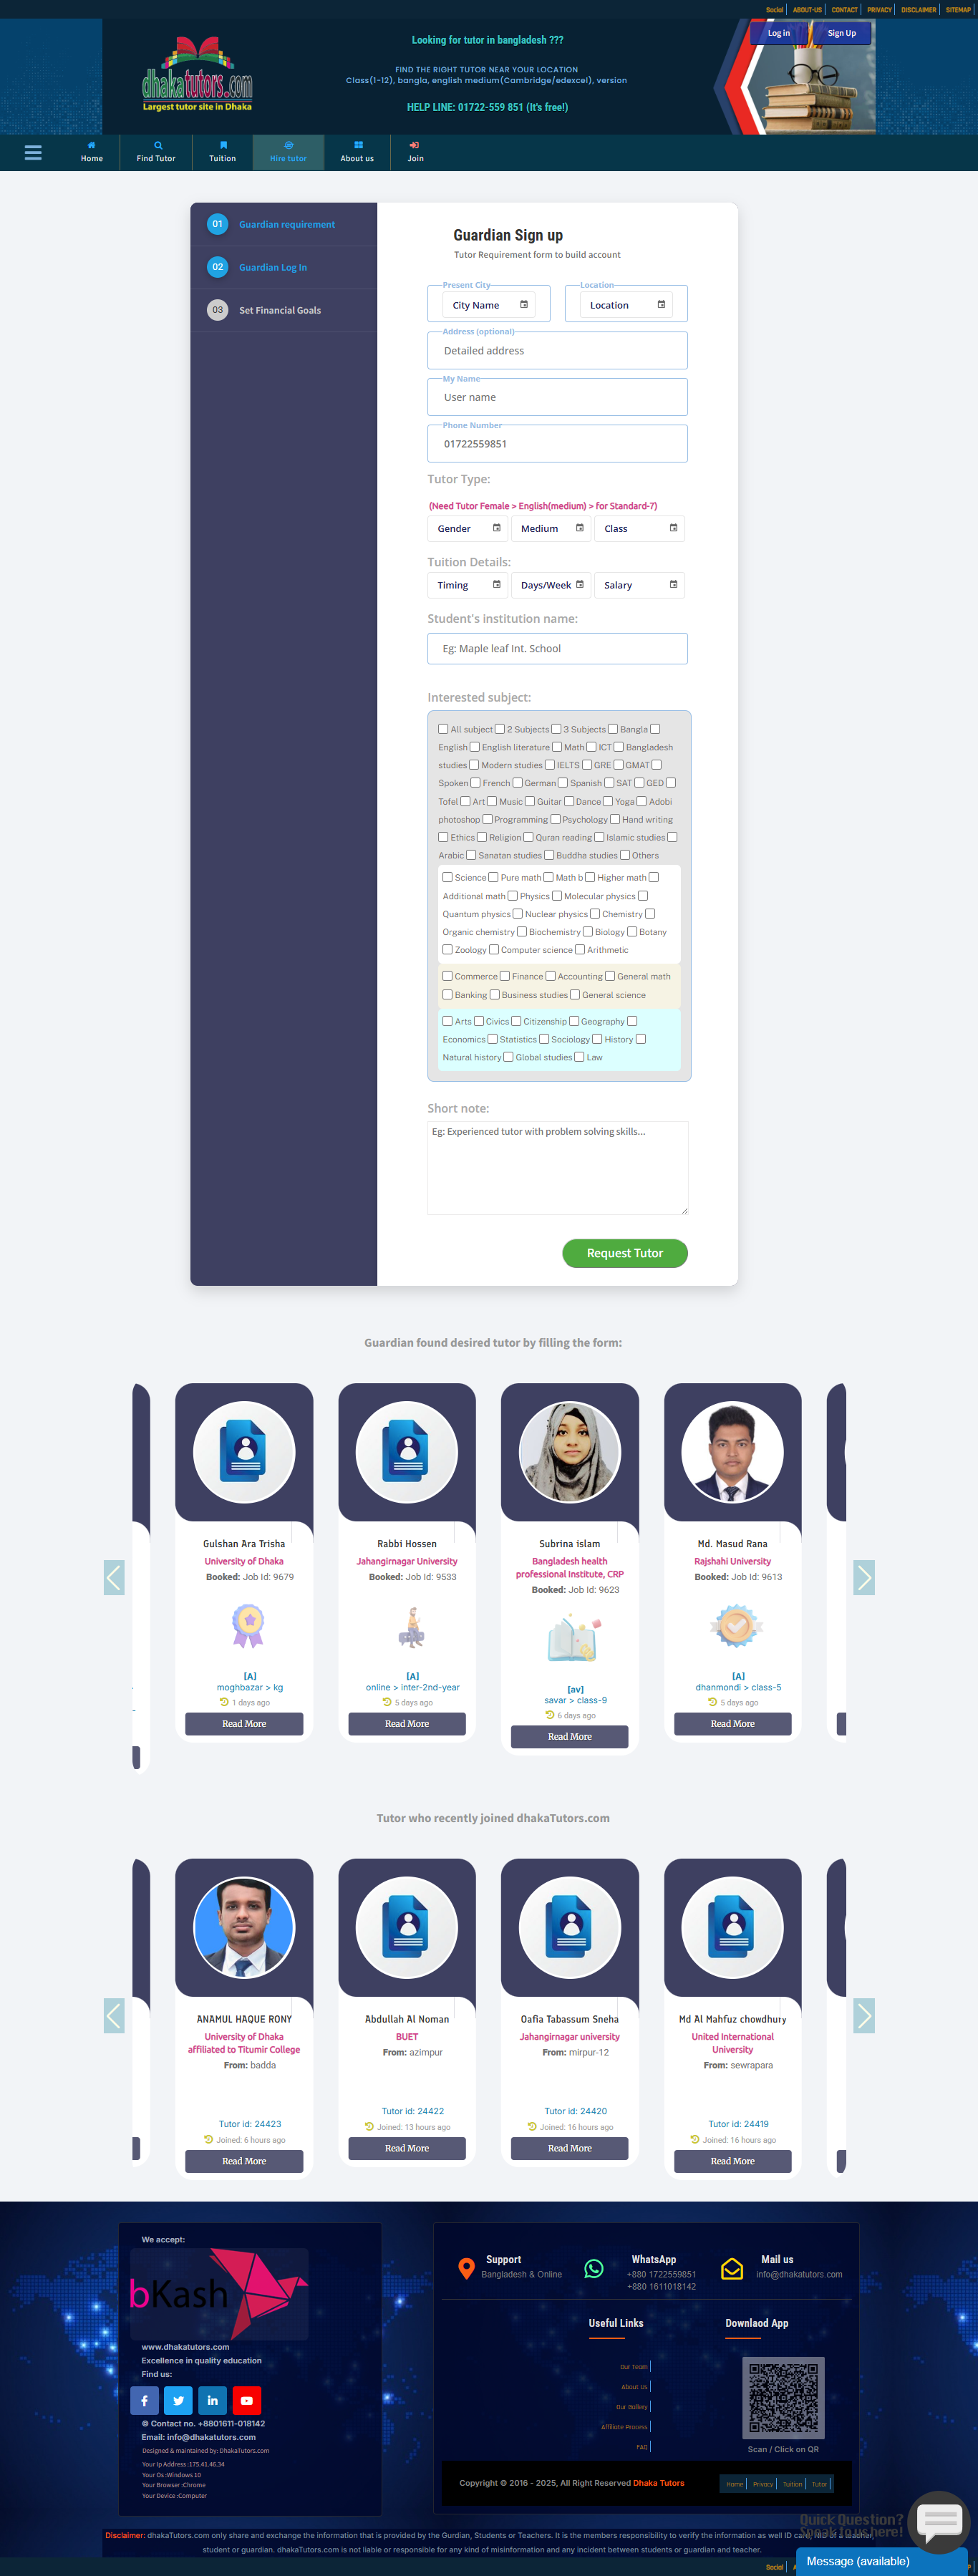 Social ABOUT-US CONTACT PRIVACY DISCLAIMER SITEMAP
Log in Sign Up
dhakatutors.com
Largest tutor site in Dhaka
Looking for tutor in bangladesh ???
FIND THE RIGHT TUTOR NEAR YOUR LOCATION
Class(1-12), bangla, english medium(Cambridge/edexcel), version
HELP LINE: 01722-559 851 (It's free!)
Home Find Tutor Tuition Hire tutor About us Join
01 Guardian requirement
02 Guardian Log In
03 Set Financial Goals
Guardian Sign up
Tutor Requirement form to build account
Present City Location
City Name Location
Address (optional)
Detailed address
My Name
User name
Phone Number
01722559851
Tutor Type:
(Need Tutor Female > English(medium) > for Standard-7)
Gender Medium Class
Tuition Details:
Timing Days/Week Salary
Student's institution name:
Eg: Maple leaf Int. School
Interested subject:
All subject 2 Subjects 3 Subjects Bangla
English English literature Math ICT Bangladesh
studies Modern studies IELTS GRE GMAT
Spoken French German Spanish SAT GED
Tofel Art Music Guitar Dance Yoga Adobi
photoshop Programming Psychology Hand writing
Ethics Religion Quran reading Islamic studies
Arabic Sanatan studies Buddha studies Others
Science Pure math Math b Higher math
Additional math Physics Molecular physics
Quantum physics Nuclear physics Chemistry
Organic chemistry Biochemistry Biology Botany
Zoology Computer science Arithmetic
Commerce Finance Accounting General math
Banking Business studies General science
Arts Civics Citizenship Geography
Economics Statistics Sociology History
Natural history Global studies Law
Short note:
Eg: Experienced tutor with problem solving skills...
Request Tutor
Guardian found desired tutor by filling the form:
Gulshan Ara Trisha
University of Dhaka
Booked: Job Id: 9679
[A]
moghbazar > kg
1 days ago
Read More
Rabbi Hossen
Jahangirnagar University
Booked: Job Id: 9533
[A]
online > inter-2nd-year
5 days ago
Read More
Subrina islam
Bangladesh health
professional Institute, CRP
Booked: Job Id: 9623
[av]
savar > class-9
6 days ago
Read More
Md. Masud Rana
Rajshahi University
Booked: Job Id: 9613
[A]
dhanmondi > class-5
5 days ago
Read More
Tutor who recently joined dhakaTutors.com
ANAMUL HAQUE RONY
University of Dhaka
affiliated to Titumir College
From: badda
Tutor id: 24423
Joined: 6 hours ago
Read More
Abdullah Al Noman
BUET
From: azimpur
Tutor id: 24422
Joined: 13 hours ago
Read More
Oafia Tabassum Sneha
Jahangirnagar university
From: mirpur-12
Tutor id: 24420
Joined: 16 hours ago
Read More
Md Al Mahfuz chowdhury
United International
University
From: sewrapara
Tutor id: 24419
Joined: 16 hours ago
Read More
We accept:
bKash
www.dhakatutors.com
Excellence in quality education
Find us:
© Contact no. +8801611-018142
Email: info@dhakatutors.com
Designed & maintained by: DhakaTutors.com
Your Ip Address :175.41.46.34
Your Os :Windows 10
Your Browser :Chrome
Your Device :Computer
Support
Bangladesh & Online
WhatsApp
+880 1722559851
+880 1611018142
Mail us
info@dhakatutors.com
Useful Links
Our Team
About Us
Our Gallery
Affiliate Process
FAQ
Downlaod App
Scan / Click on QR
Copyright © 2016 - 2025, All Right Reserved Dhaka Tutors
Home Privacy Tuition Tutor
Quick Question?
Speak to us here!
Disclaimer: dhakaTutors.com only share and exchange the information that is provided by the Gurdian, Students or Teachers. It is the members responsibility to verify the information as well ID card, of a teacher,
student or guardian. dhakaTutors.com is not liable or responsible for any kind of misinformation and any incident between students or guardian and teacher.
Social
Message (available)